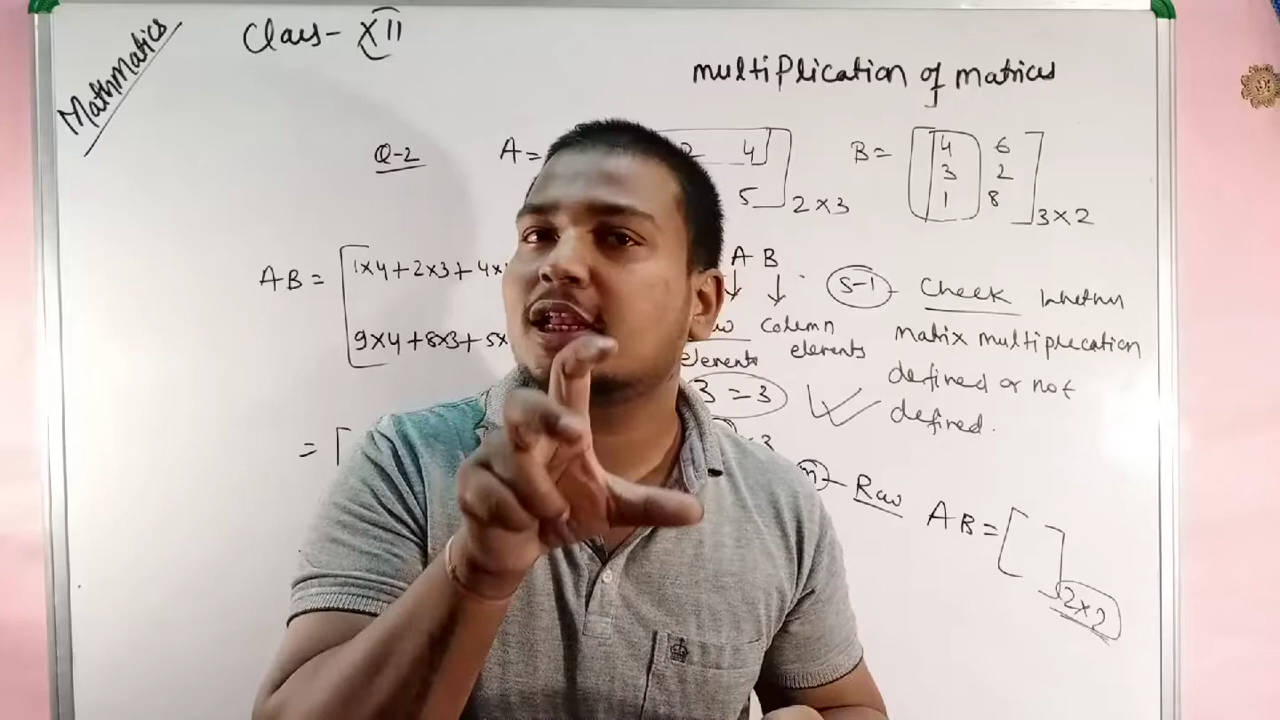 Mathmatics
Class- XII
multiplication of matrices
Q-2 A= 4
5 2×3
B= [4 6
3 2
1 8] 3×2
AB = [1×4+2×3+4×
9×4+8×3+5×
A B
↓ ↓
column
elements elements
3 = 3
S-1 - Check whether
matrix multiplication
defined or not
defined.
= [
Row
AB = [ ] 2×2